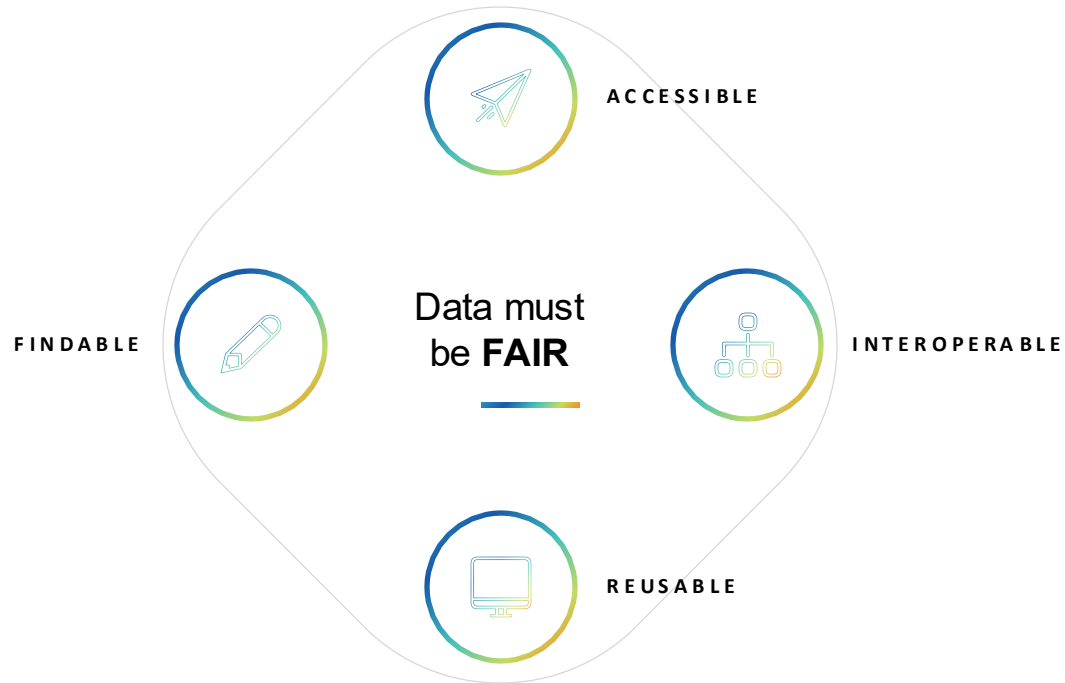 ACCESSIBLE
Data must
be FAIR
FINDABLE
INTEROPERABLE
REUSABLE